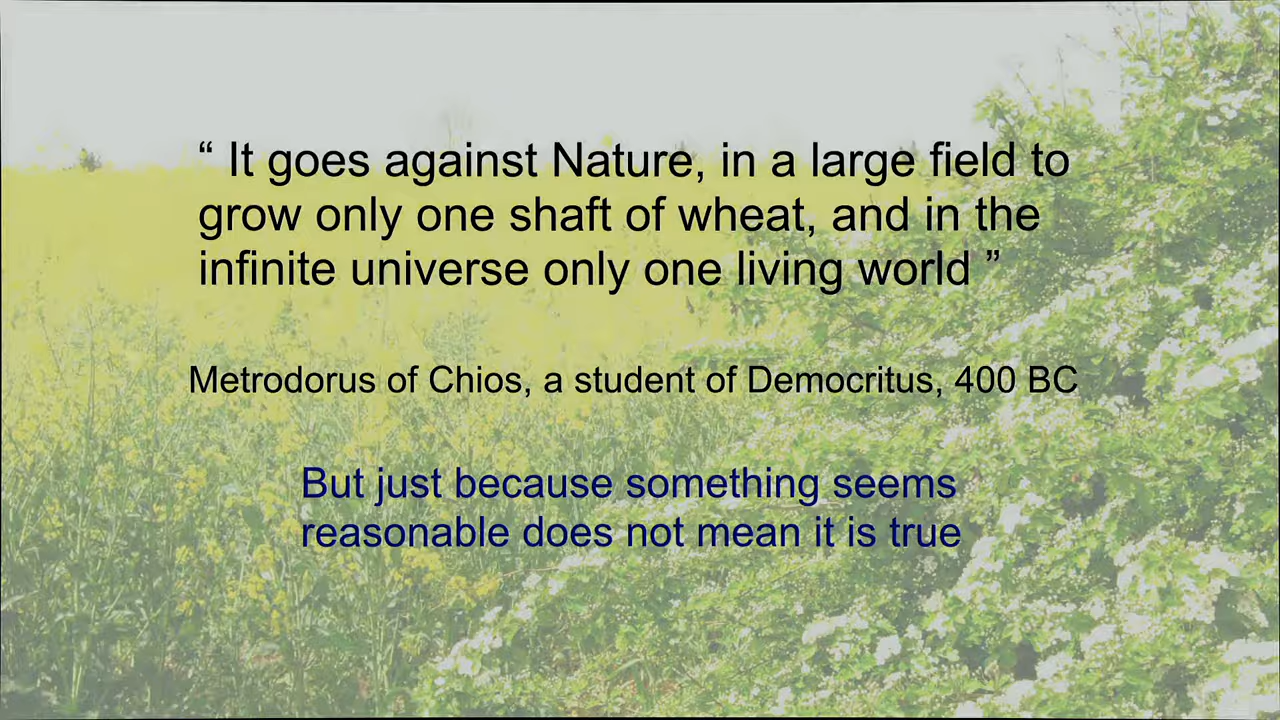 “ It goes against Nature, in a large field to
grow only one shaft of wheat, and in the
infinite universe only one living world ”
Metrodorus of Chios, a student of Democritus, 400 BC
But just because something seems
reasonable does not mean it is true